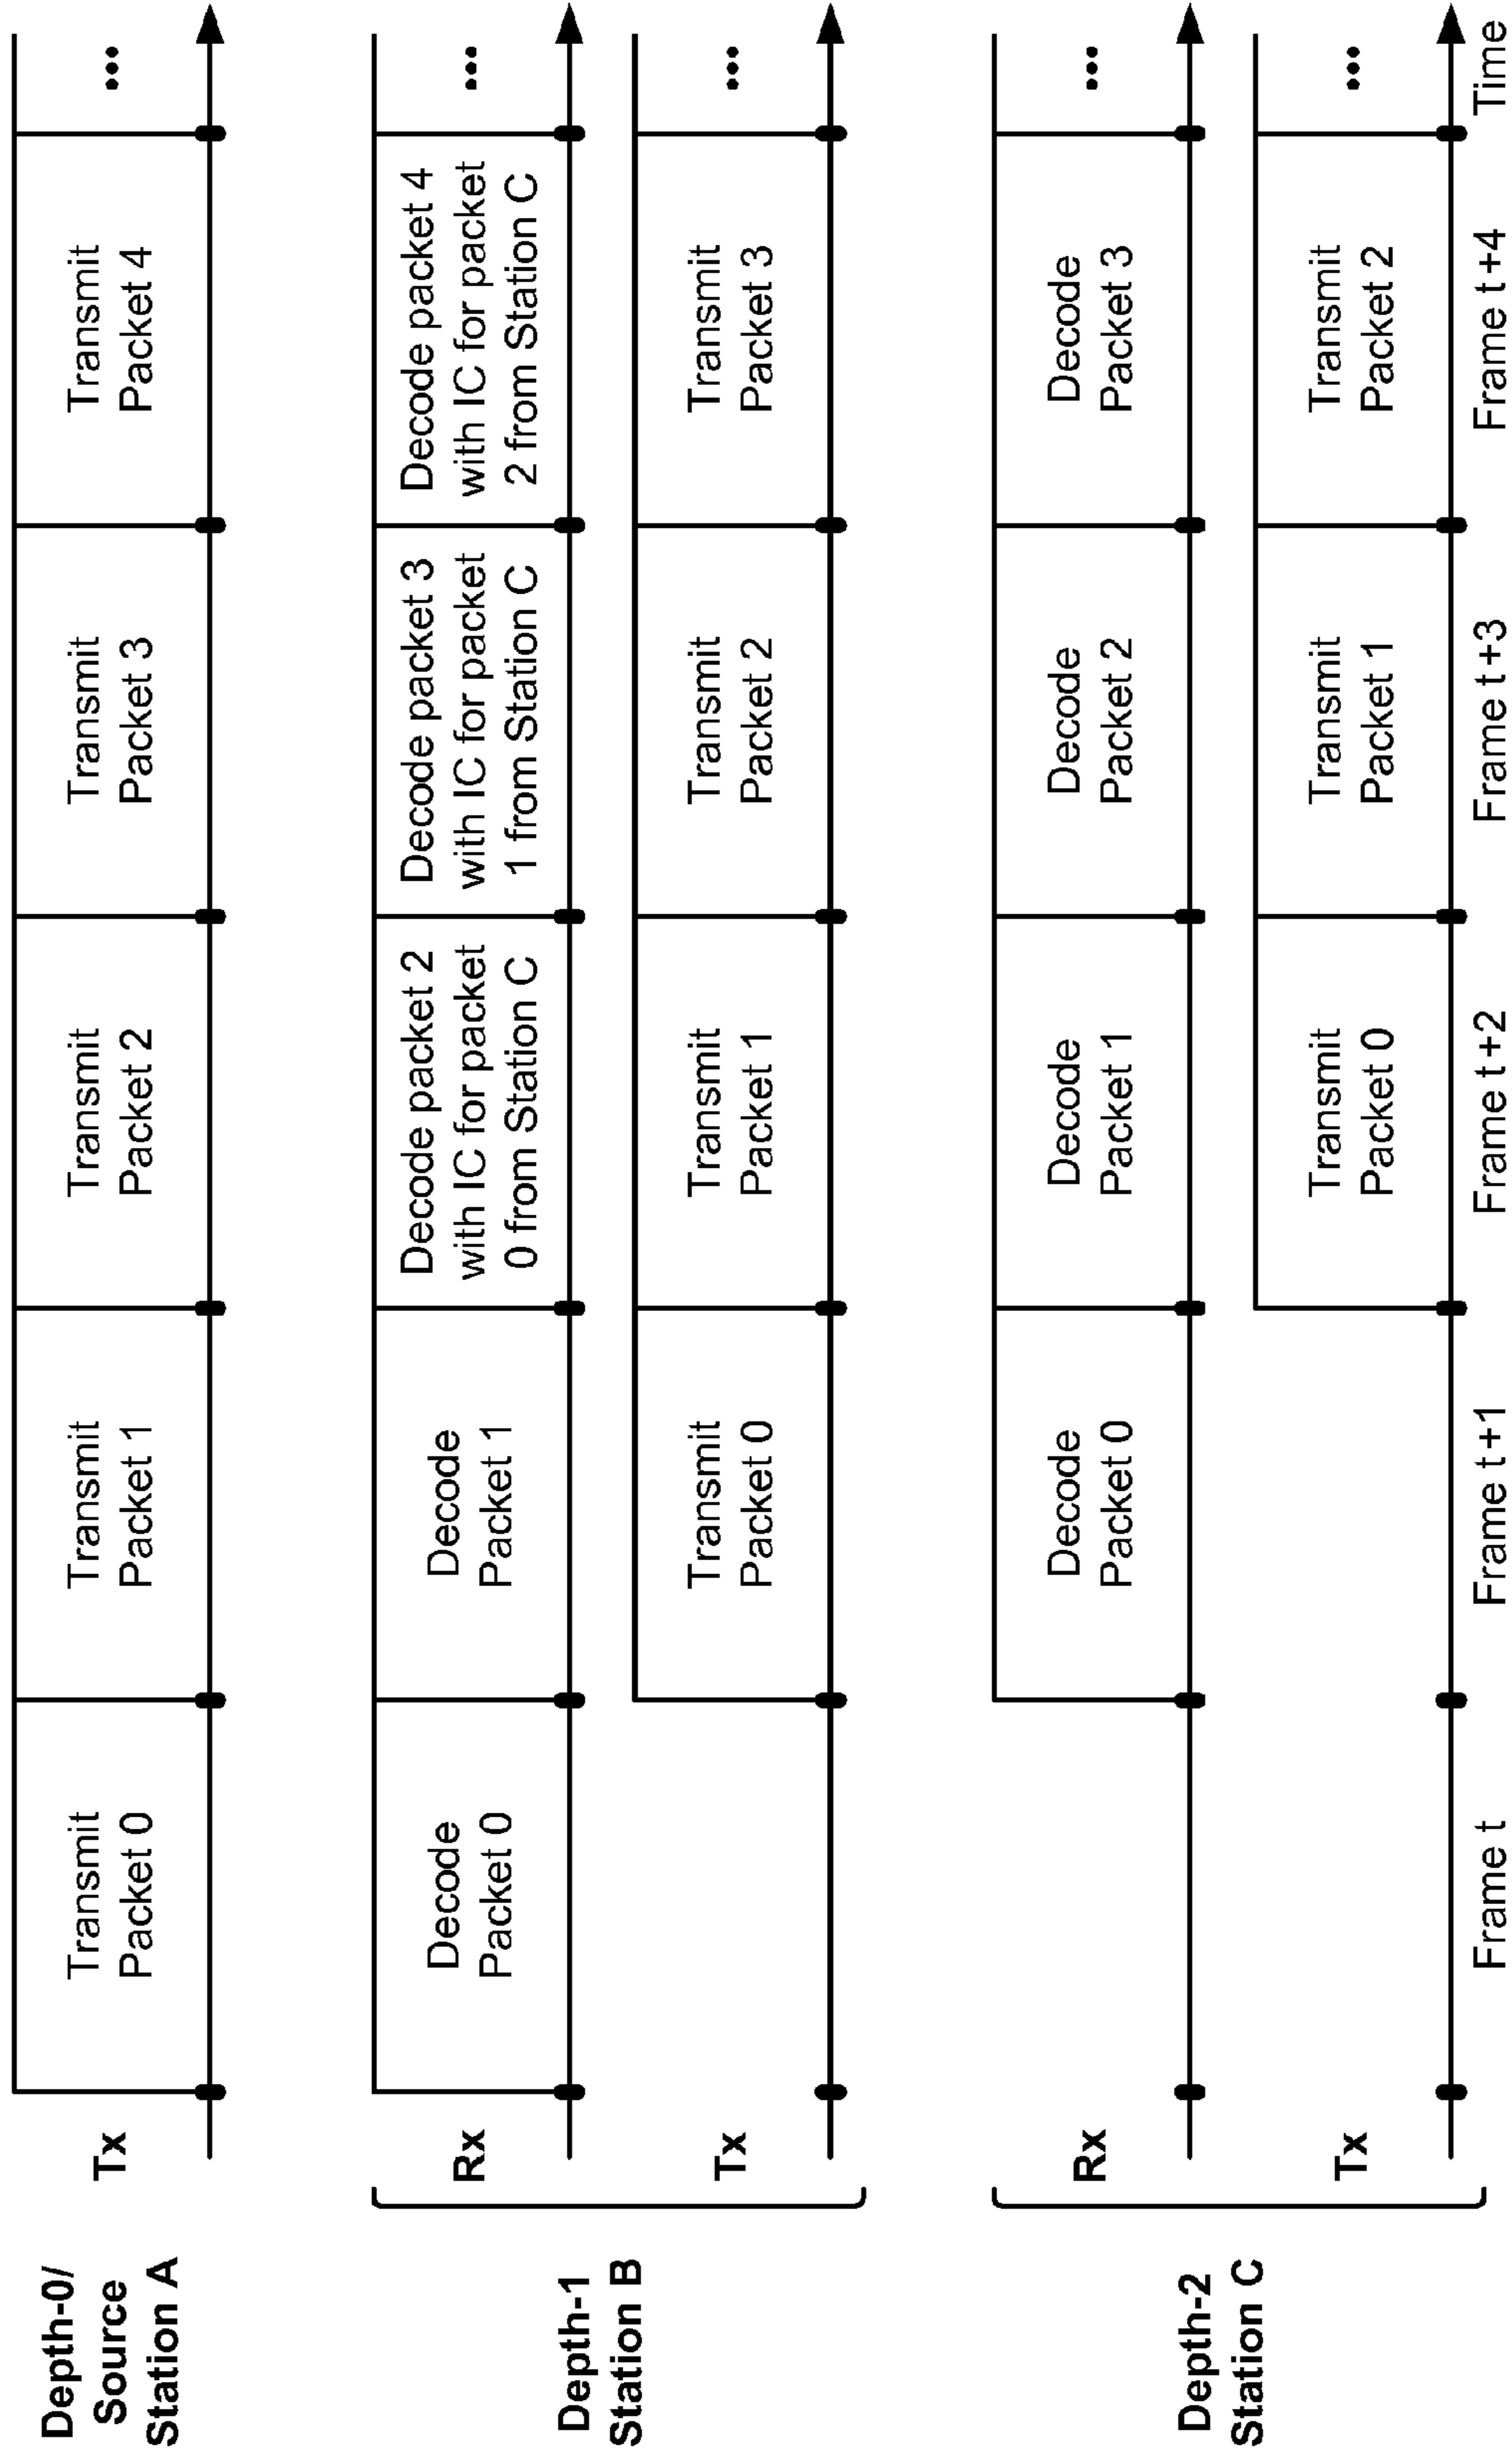 Depth-0/
Source
Station A
Tx
Transmit
Packet 0
Transmit
Packet 1
Transmit
Packet 2
Transmit
Packet 3
Transmit
Packet 4
...
Depth-1
Station B
Rx
Decode
Packet 0
Decode
Packet 1
Decode packet 2
with IC for packet
0 from Station C
Decode packet 3
with IC for packet
1 from Station C
Decode packet 4
with IC for packet
2 from Station C
...
Tx
Transmit
Packet 0
Transmit
Packet 1
Transmit
Packet 2
Transmit
Packet 3
...
Depth-2
Station C
Rx
Decode
Packet 0
Decode
Packet 1
Decode
Packet 2
Decode
Packet 3
...
Tx
Transmit
Packet 0
Transmit
Packet 1
Transmit
Packet 2
...
Frame t
Frame t+1
Frame t+2
Frame t+3
Frame t+4
Time